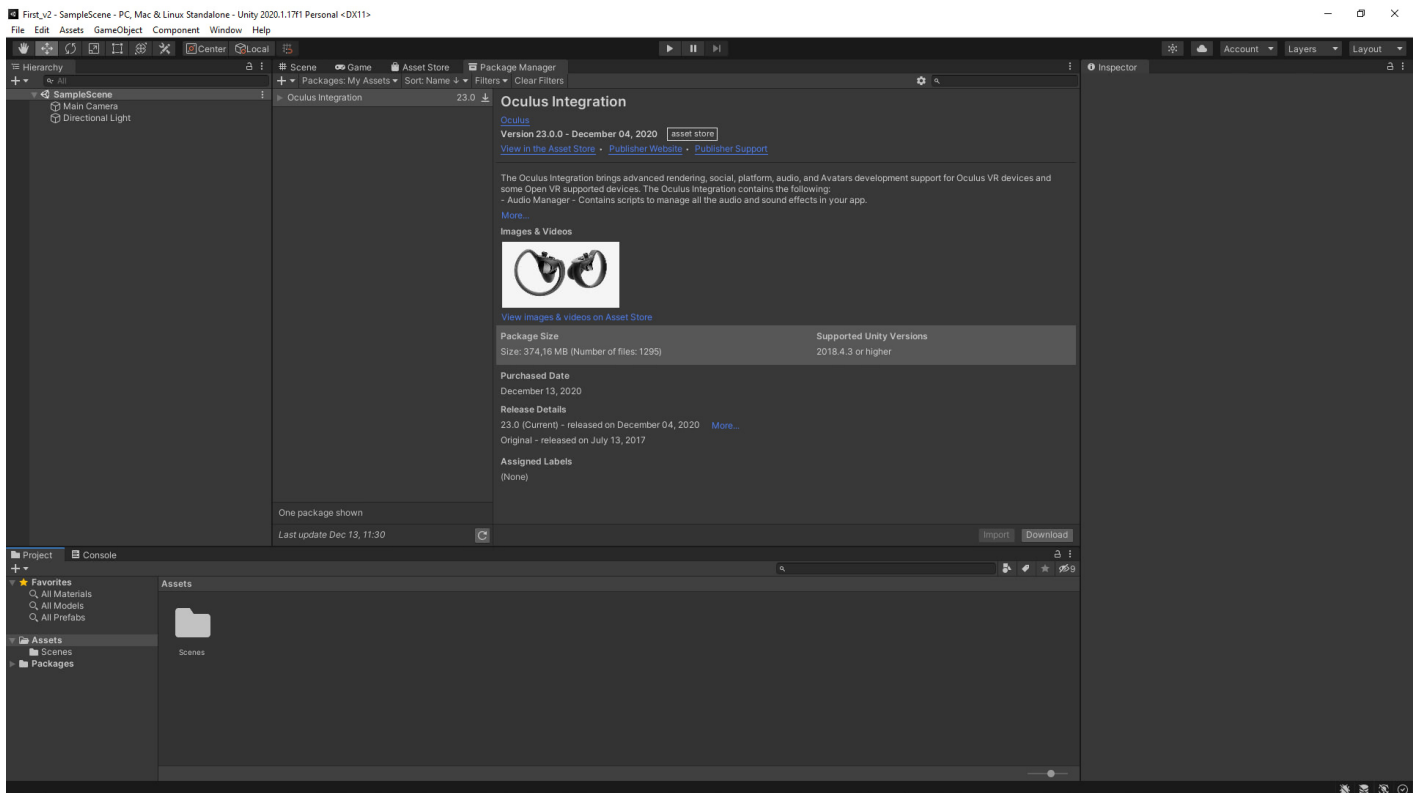 First_v2 - SampleScene - PC, Mac & Linux Standalone - Unity 2020.1.17f1 Personal <DX11>
File Edit Assets GameObject Component Window Help
Center Local
Account Layers Layout
Hierarchy
All
SampleScene
Main Camera
Directional Light
Scene Game Asset Store Package Manager
Packages: My Assets Sort: Name ↓ Filters Clear Filters
Oculus Integration 23.0
One package shown
Last update Dec 13, 11:30
Oculus Integration
Oculus
Version 23.0.0 - December 04, 2020 asset store
View in the Asset Store • Publisher Website • Publisher Support
The Oculus Integration brings advanced rendering, social, platform, audio, and Avatars development support for Oculus VR devices and
some Open VR supported devices. The Oculus Integration contains the following:
- Audio Manager - Contains scripts to manage all the audio and sound effects in your app.
More...
Images & Videos
View images & videos on Asset Store
Package Size
Size: 374,16 MB (Number of files: 1295)
Supported Unity Versions
2018.4.3 or higher
Purchased Date
December 13, 2020
Release Details
23.0 (Current) - released on December 04, 2020 More...
Original - released on July 13, 2017
Assigned Labels
(None)
Import Download
Inspector
Project Console
9
Favorites
All Materials
All Models
All Prefabs
Assets
Scenes
Packages
Assets
Scenes